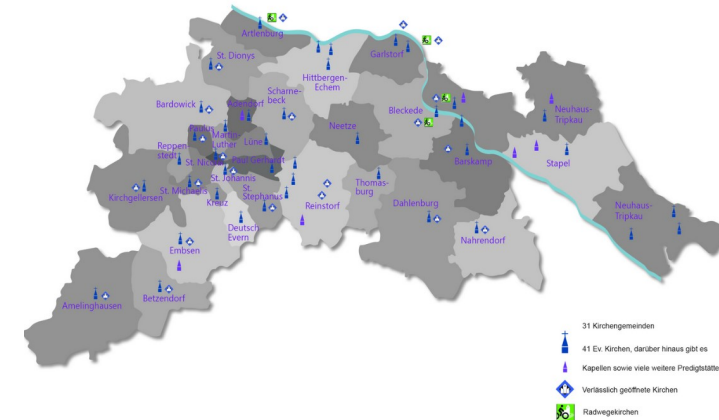 Artlenburg
St. Dionys
Garlstorf
Hittbergen-
Echem
Scharne-
beck
Bardowick
Adendorf
Bleckede
Neuhaus-
Tripkau
Paulus
Martin-
Luther
Lüne
Neetze
Reppen-
stedt
St. Nicolai
Paul-Gerhardt
Barskamp
Stapel
St. Johannis
Thomas-
burg
Kirchgellersen
St. Michaelis
Kreuz
St.
Stephanus
Reinstorf
Dahlenburg
Neuhaus-
Tripkau
Deutsch
Evern
Nahrendorf
Embsen
Betzendorf
Amelinghausen
31 Kirchengemeinden
41 Ev. Kirchen, darüber hinaus gibt es
Kapellen sowie viele weitere Predigtstätte
Verlässlich geöffnete Kirchen
Radwegekirchen